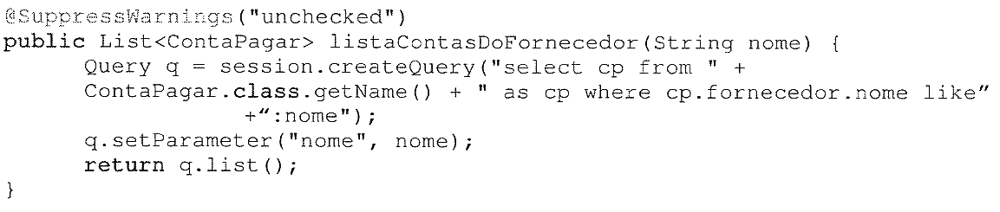 @SuppressWarnings("unchecked")
public List<ContaPagar> listaContasDoFornecedor(String nome) {
Query q = session.createQuery("select cp from " +
ContaPagar.class.getName() + " as cp where cp.fornecedor.nome like”
+“:nome");
q.setParameter("nome", nome);
return q.list();
}